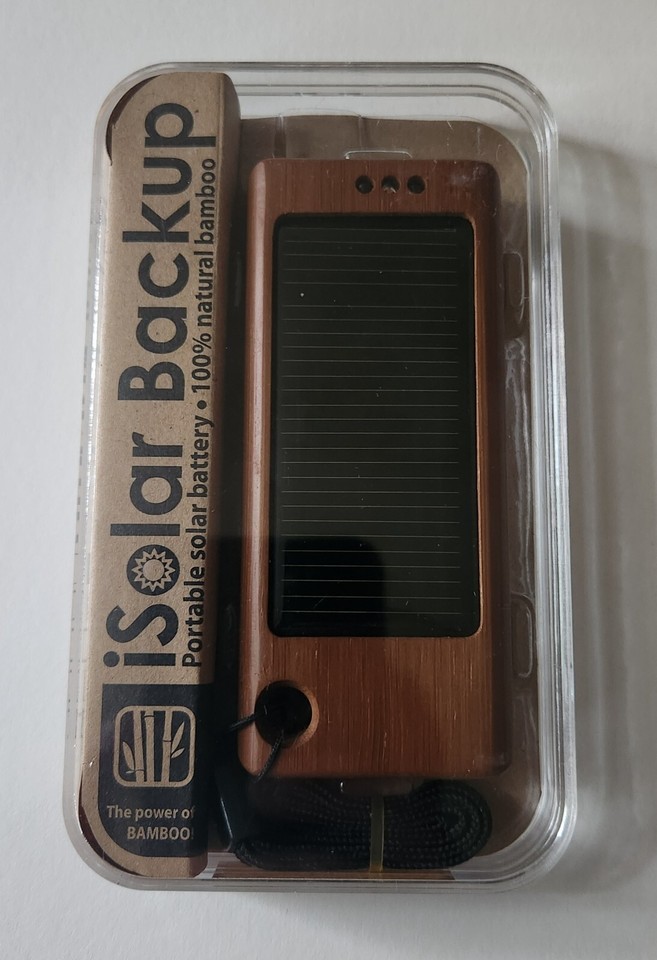 iSolar Backup
Portable solar battery • 100% natural bamboo
The power of
BAMBOO!